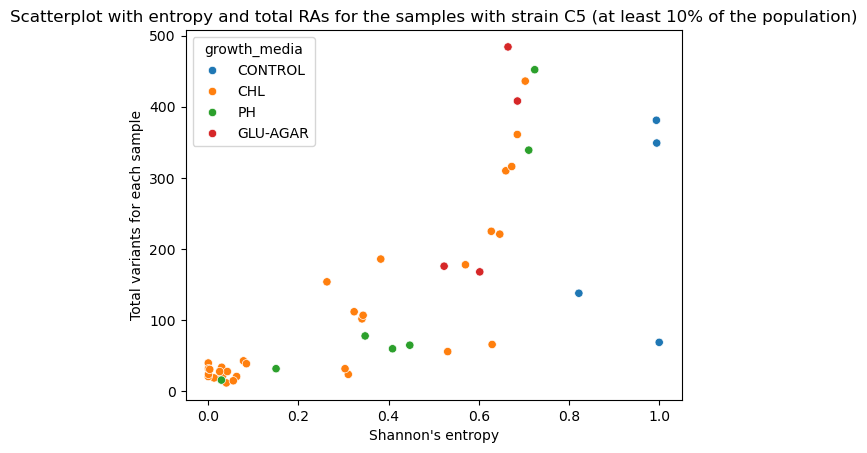 Scatterplot with entropy and total RAs for the samples with strain C5 (at least 10% of the population)
growth_media
CONTROL
CHL
PH
GLU-AGAR
500
400
300
200
100
0
Total variants for each sample
0.0 0.2 0.4 0.6 0.8 1.0
Shannon's entropy